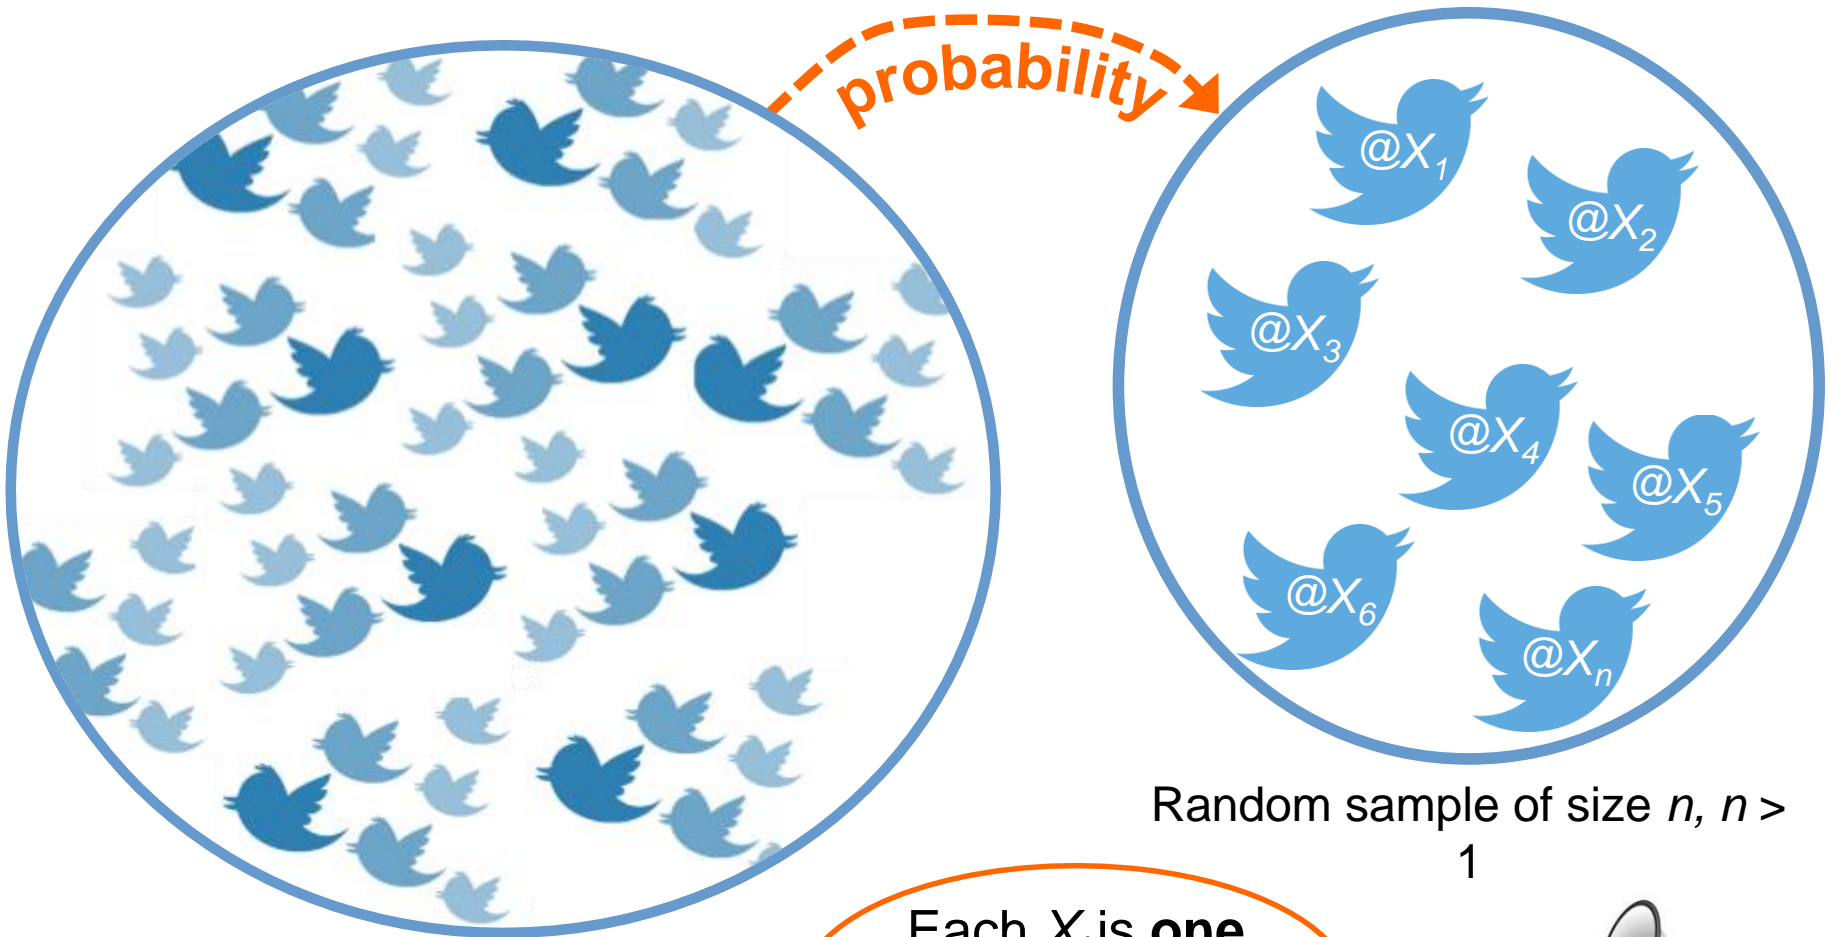 probability
@X1
@X2
@X3
@X4
@X5
@X6
@Xn
Random sample of size n, n >
1
Each X is one